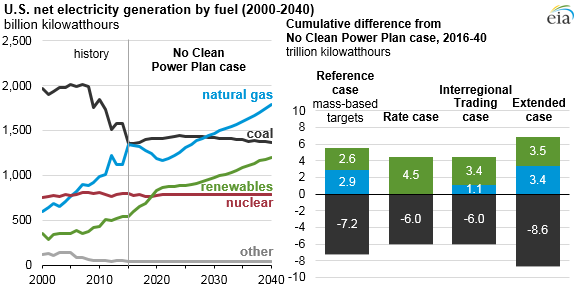 U.S. net electricity generation by fuel (2000-2040)
billion kilowatthours
2,500
2,000
1,500
1,000
500
0
history
No Clean
Power Plan case
natural gas
coal
renewables
nuclear
other
2000 2010 2020 2030 2040
Cumulative difference from
No Clean Power Plan case, 2016-40
trillion kilowatthours
eia
Reference
case
mass-based
targets
Rate case
Interregional
Trading
case
Extended
case
10
8
6
4
2
0
-2
-4
-6
-8
-10
2.6
2.9
-7.2
4.5
-6.0
3.4
1.1
-6.0
3.5
3.4
-8.6